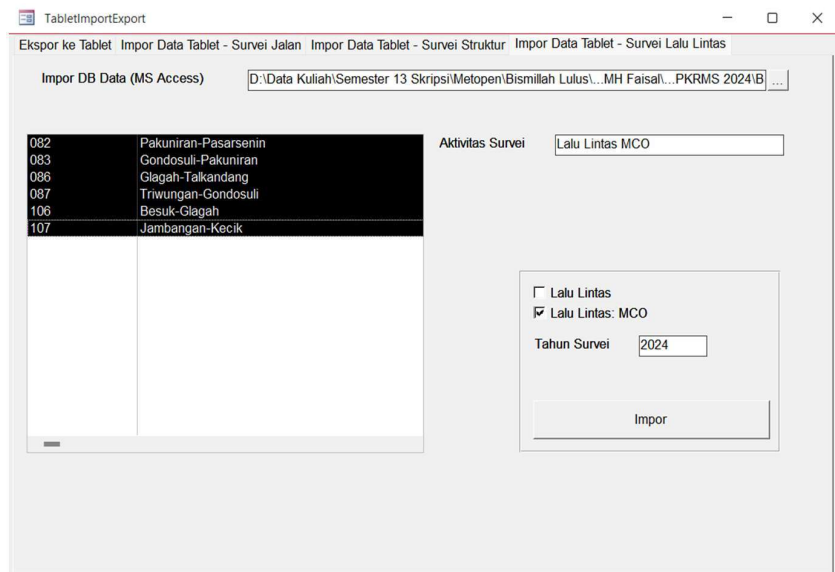 TabletImportExport
Ekspor ke Tablet Impor Data Tablet - Survei Jalan Impor Data Tablet - Survei Struktur Impor Data Tablet - Survei Lalu Lintas
Impor DB Data (MS Access) D:\Data Kuliah\Semester 13 Skripsi\Metopen\Bismillah Lulus\...MH Faisal\...PKRMS 2024\B ...
082 Pakuniran-Pasarsenin
083 Gondosuli-Pakuniran
086 Glagah-Talkandang
087 Triwungan-Gondosuli
106 Besuk-Glagah
107 Jambangan-Kecik
Aktivitas Survei Lalu Lintas MCO
Lalu Lintas
Lalu Lintas: MCO
Tahun Survei 2024
Impor